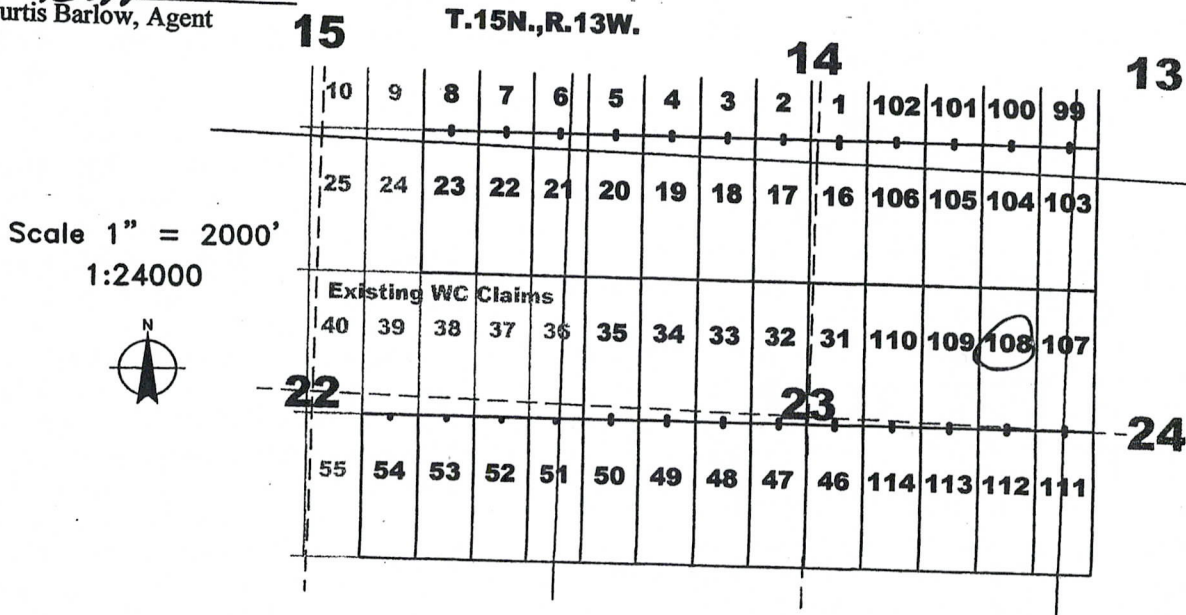 urtis Barlow, Agent
T.15N.,R.13W.
15 14 13
10 9 8 7 6 5 4 3 2 1 102 101 100 99
25 24 23 22 21 20 19 18 17 16 106 105 104 103
Scale 1" = 2000'
1:24000
Existing WC Claims
N
40 39 38 37 36 35 34 33 32 31 110 109 108 107
22 23 24
55 54 53 52 51 50 49 48 47 46 114 113 112 111